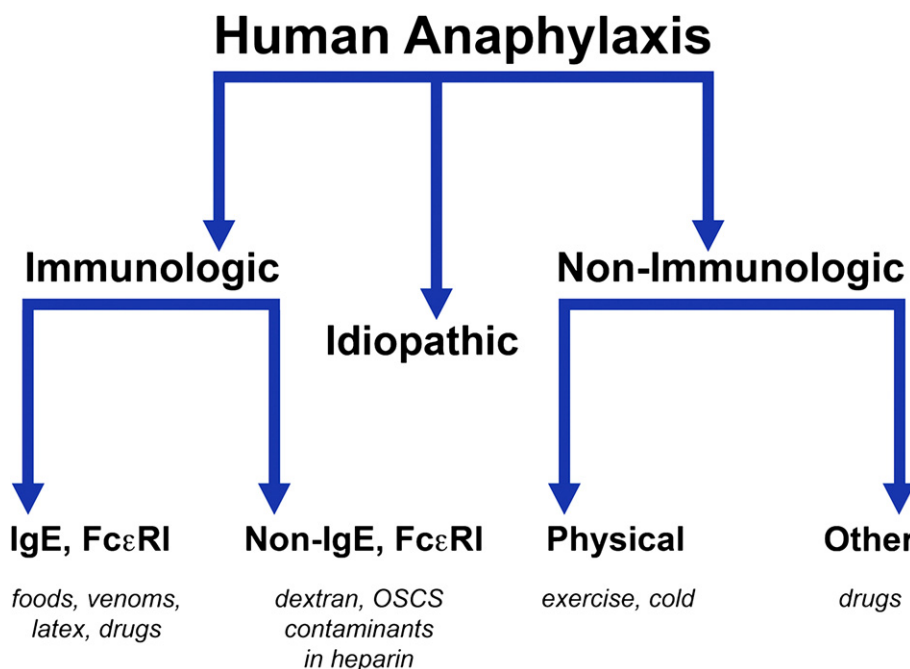 Human Anaphylaxis
Immunologic
Non-Immunologic
Idiopathic
IgE, FcεRI
Non-IgE, FcεRI
Physical
Other
foods, venoms,
latex, drugs
dextran, OSCS
contaminants
in heparin
exercise, cold
drugs